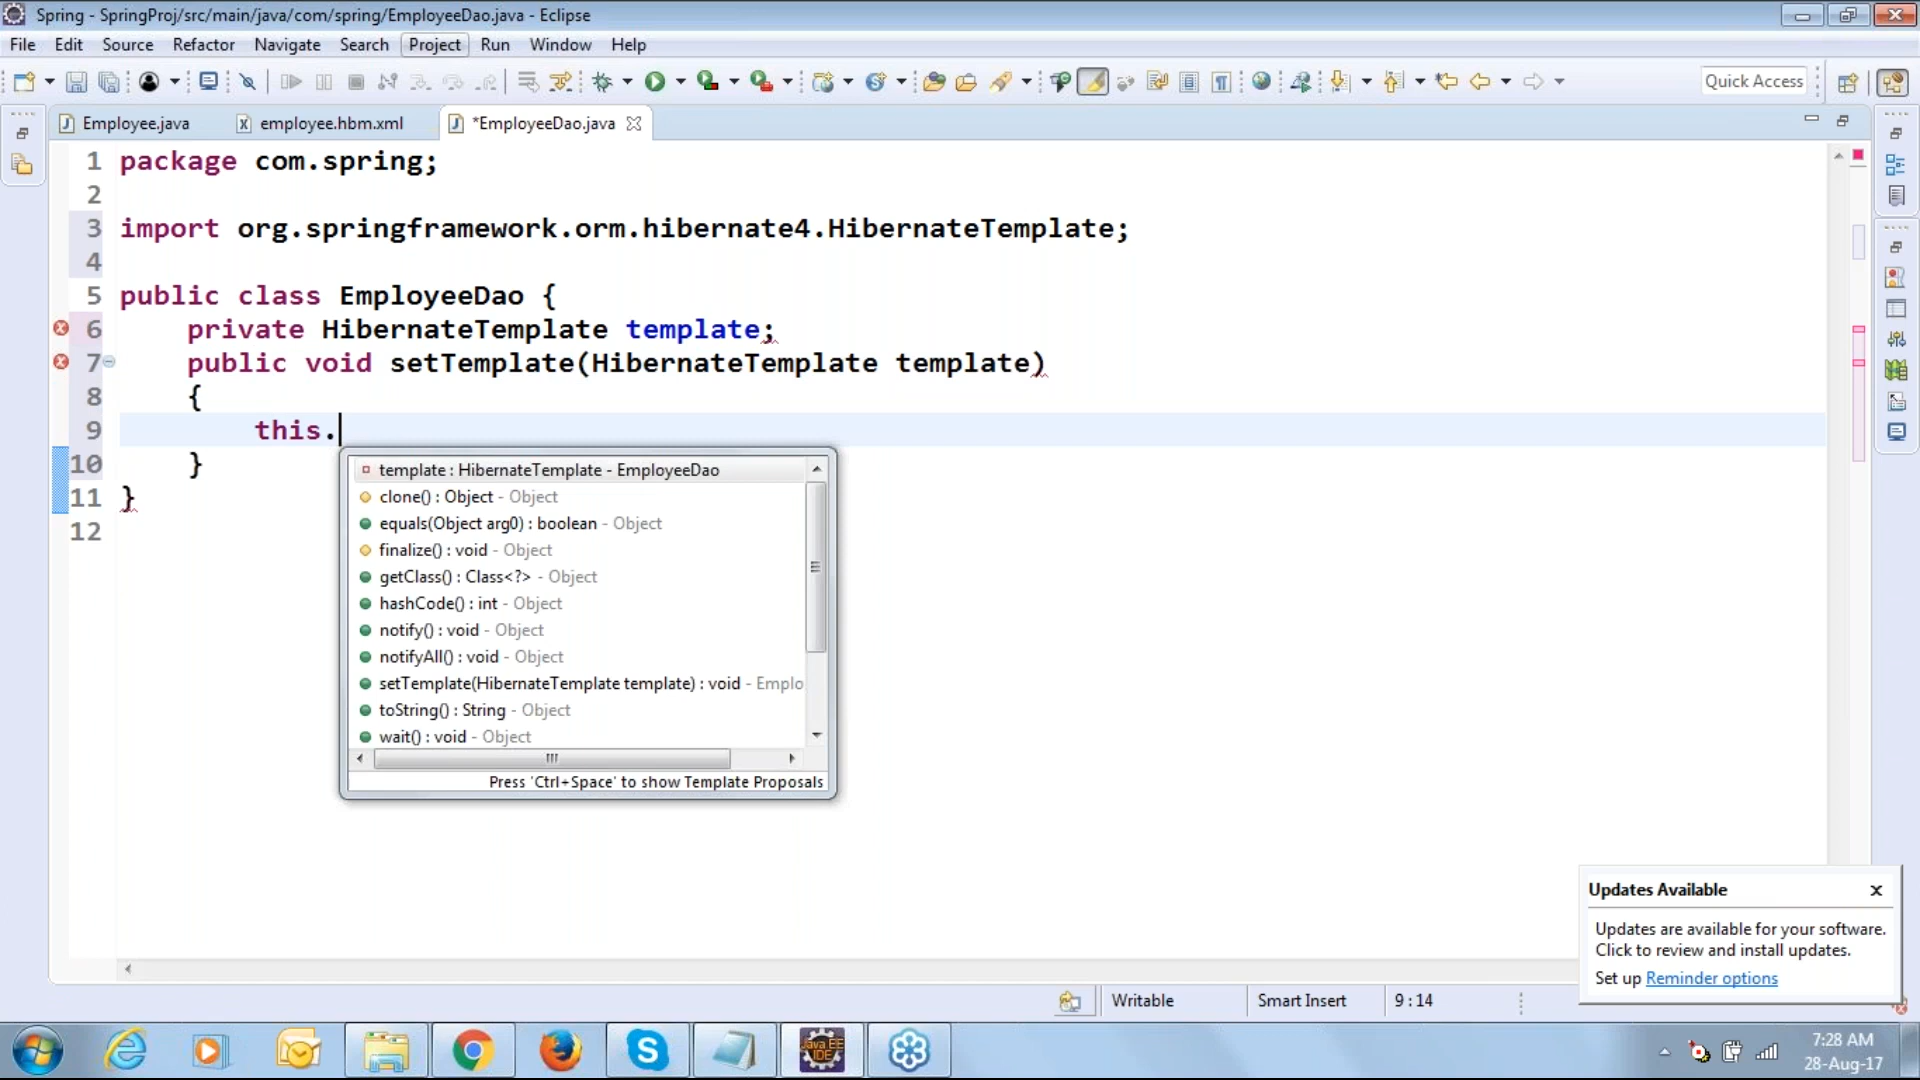 Spring - SpringProj/src/main/java/com/spring/EmployeeDao.java - Eclipse
File Edit Source Refactor Navigate Search Project Run Window Help
Quick Access
Employee.java employee.hbm.xml *EmployeeDao.java
1 package com.spring;
2
3 import org.springframework.orm.hibernate4.HibernateTemplate;
4
5 public class EmployeeDao {
6 private HibernateTemplate template;
7 public void setTemplate(HibernateTemplate template)
8 {
9 this.
10 }
11 }
12
template : HibernateTemplate - EmployeeDao
clone() : Object - Object
equals(Object arg0) : boolean - Object
finalize() : void - Object
getClass() : Class<?> - Object
hashCode() : int - Object
notify() : void - Object
notifyAll() : void - Object
setTemplate(HibernateTemplate template) : void - Emplo
toString() : String - Object
wait() : void - Object
Press 'Ctrl+Space' to show Template Proposals
Updates Available
Updates are available for your software.
Click to review and install updates.
Set up Reminder options
Writable Smart Insert 9 : 14
Java EE
IDE
7:28 AM
28-Aug-17